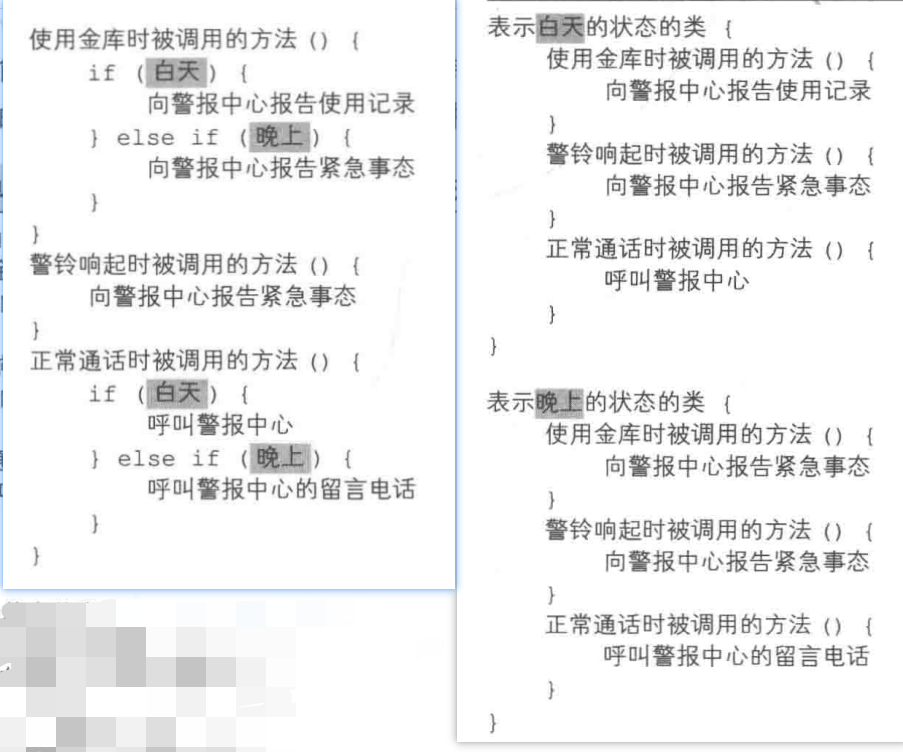 使用金库时被调用的方法 () {
if (白天) {
向警报中心报告使用记录
} else if (晚上) {
向警报中心报告紧急事态
}
}
警铃响起时被调用的方法 () {
向警报中心报告紧急事态
}
正常通话时被调用的方法 () {
if (白天) {
呼叫警报中心
} else if (晚上) {
呼叫警报中心的留言电话
}
}
表示白天的状态的类 {
使用金库时被调用的方法 () {
向警报中心报告使用记录
}
警铃响起时被调用的方法 () {
向警报中心报告紧急事态
}
正常通话时被调用的方法 () {
呼叫警报中心
}
}
表示晚上的状态的类 {
使用金库时被调用的方法 () {
向警报中心报告紧急事态
}
警铃响起时被调用的方法 () {
向警报中心报告紧急事态
}
正常通话时被调用的方法 () {
呼叫警报中心的留言电话
}
}